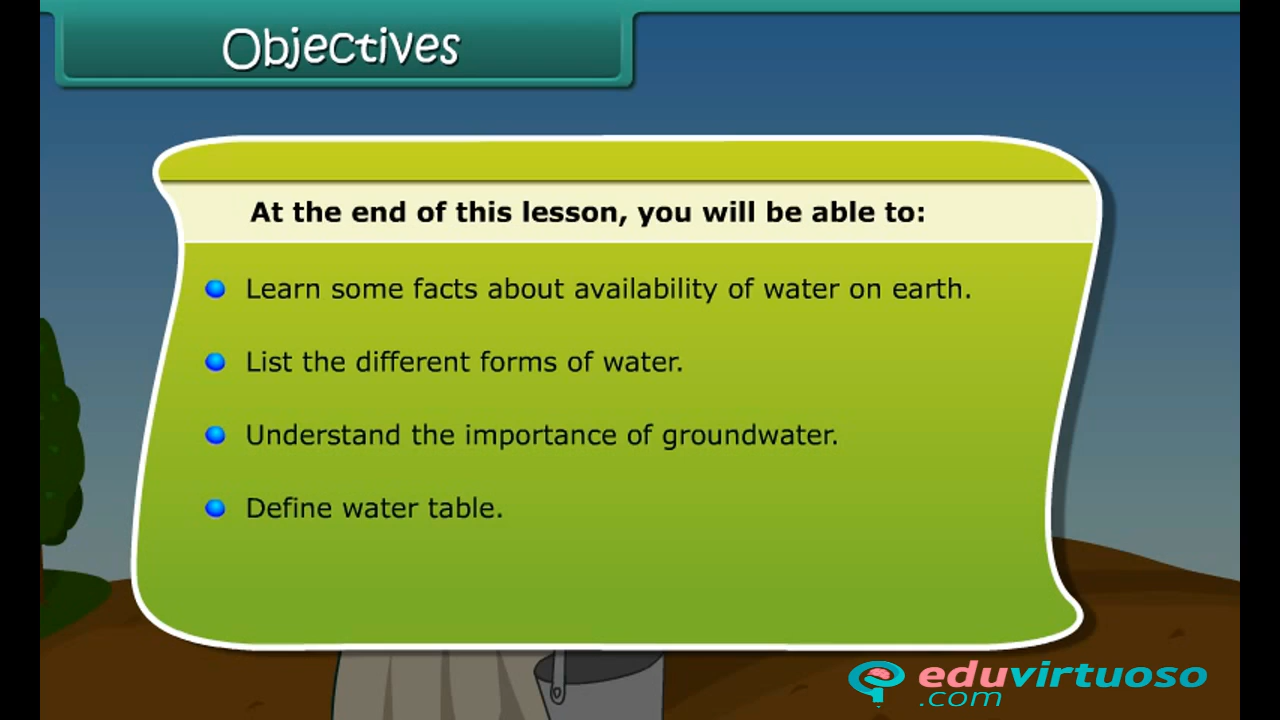 Objectives
At the end of this lesson, you will be able to:
Learn some facts about availability of water on earth.
List the different forms of water.
Understand the importance of groundwater.
Define water table.
eduvirtuoso
.com